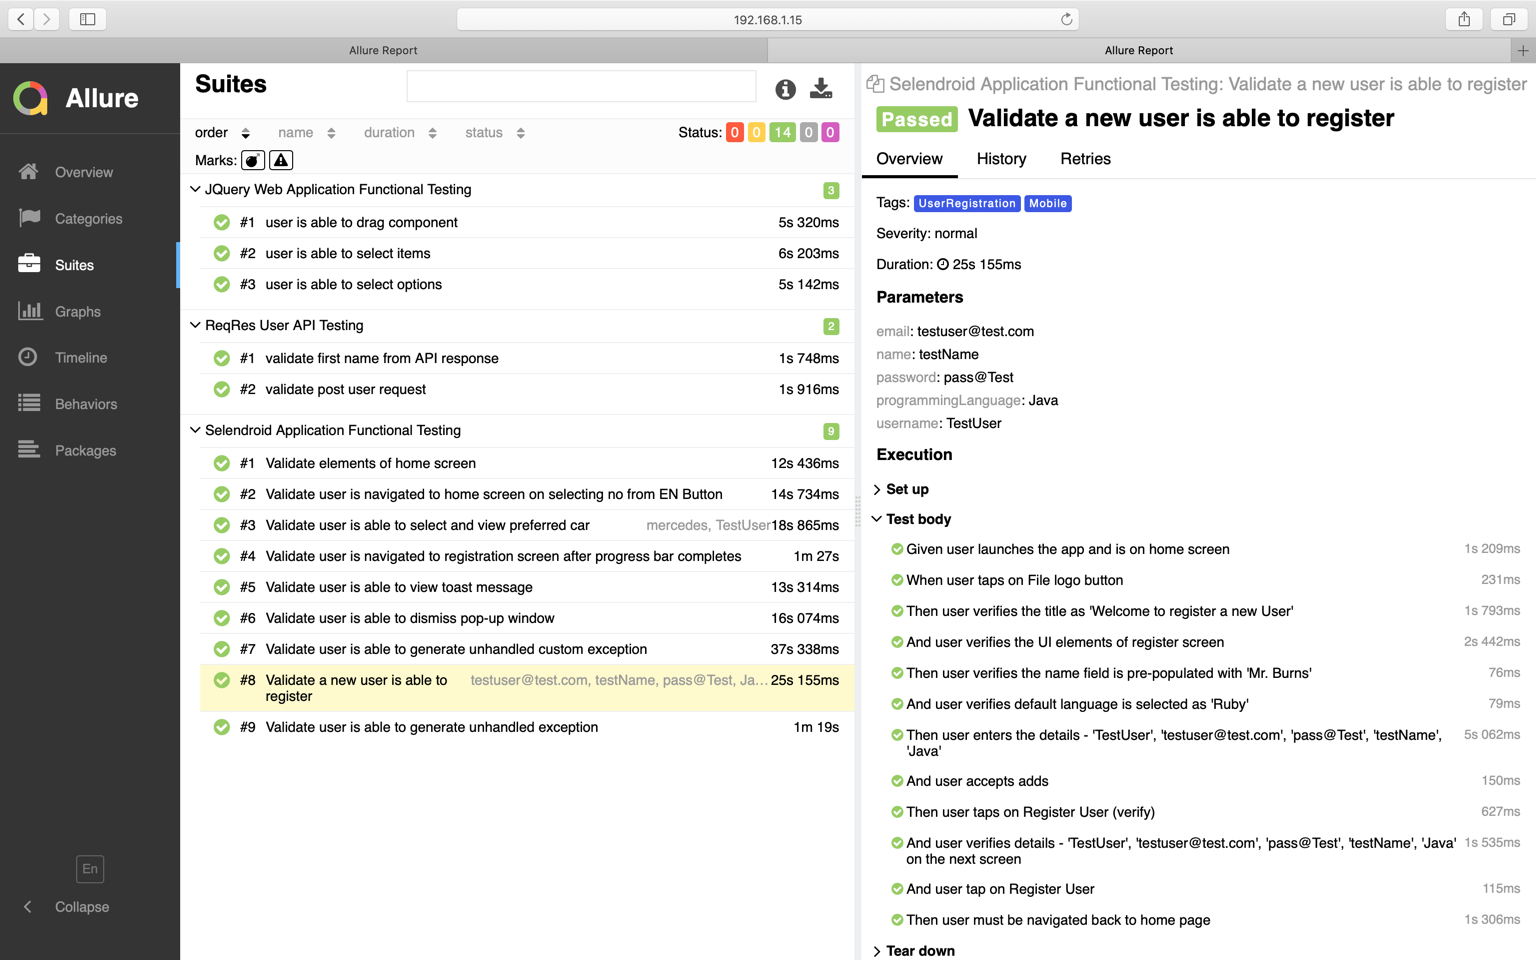 192.168.1.15
Allure Report
Allure Report
Allure
Overview
Categories
Suites
Graphs
Timeline
Behaviors
Packages
En
Collapse
Suites
order name duration status
Status: 0 0 14 0 0
Marks:
JQuery Web Application Functional Testing 3
#1 user is able to drag component 5s 320ms
#2 user is able to select items 6s 203ms
#3 user is able to select options 5s 142ms
ReqRes User API Testing 2
#1 validate first name from API response 1s 748ms
#2 validate post user request 1s 916ms
Selendroid Application Functional Testing 9
#1 Validate elements of home screen 12s 436ms
#2 Validate user is navigated to home screen on selecting no from EN Button 14s 734ms
#3 Validate user is able to select and view preferred car mercedes, TestUser 18s 865ms
#4 Validate user is navigated to registration screen after progress bar completes 1m 27s
#5 Validate user is able to view toast message 13s 314ms
#6 Validate user is able to dismiss pop-up window 16s 074ms
#7 Validate user is able to generate unhandled custom exception 37s 338ms
#8 Validate a new user is able to testuser@test.com, testName, pass@Test, Ja... 25s 155ms
register
#9 Validate user is able to generate unhandled exception 1m 19s
Selendroid Application Functional Testing: Validate a new user is able to register
Passed Validate a new user is able to register
Overview History Retries
Tags: UserRegistration Mobile
Severity: normal
Duration: 25s 155ms
Parameters
email: testuser@test.com
name: testName
password: pass@Test
programmingLanguage: Java
username: TestUser
Execution
Set up
Test body
Given user launches the app and is on home screen 1s 209ms
When user taps on File logo button 231ms
Then user verifies the title as 'Welcome to register a new User' 1s 793ms
And user verifies the UI elements of register screen 2s 442ms
Then user verifies the name field is pre-populated with 'Mr. Burns' 76ms
And user verifies default language is selected as 'Ruby' 79ms
Then user enters the details - 'TestUser', 'testuser@test.com', 'pass@Test', 'testName', 5s 062ms
'Java'
And user accepts adds 150ms
Then user taps on Register User (verify) 627ms
And user verifies details - 'TestUser', 'testuser@test.com', 'pass@Test', 'testName', 'Java' 1s 535ms
on the next screen
And user tap on Register User 115ms
Then user must be navigated back to home page 1s 306ms
Tear down